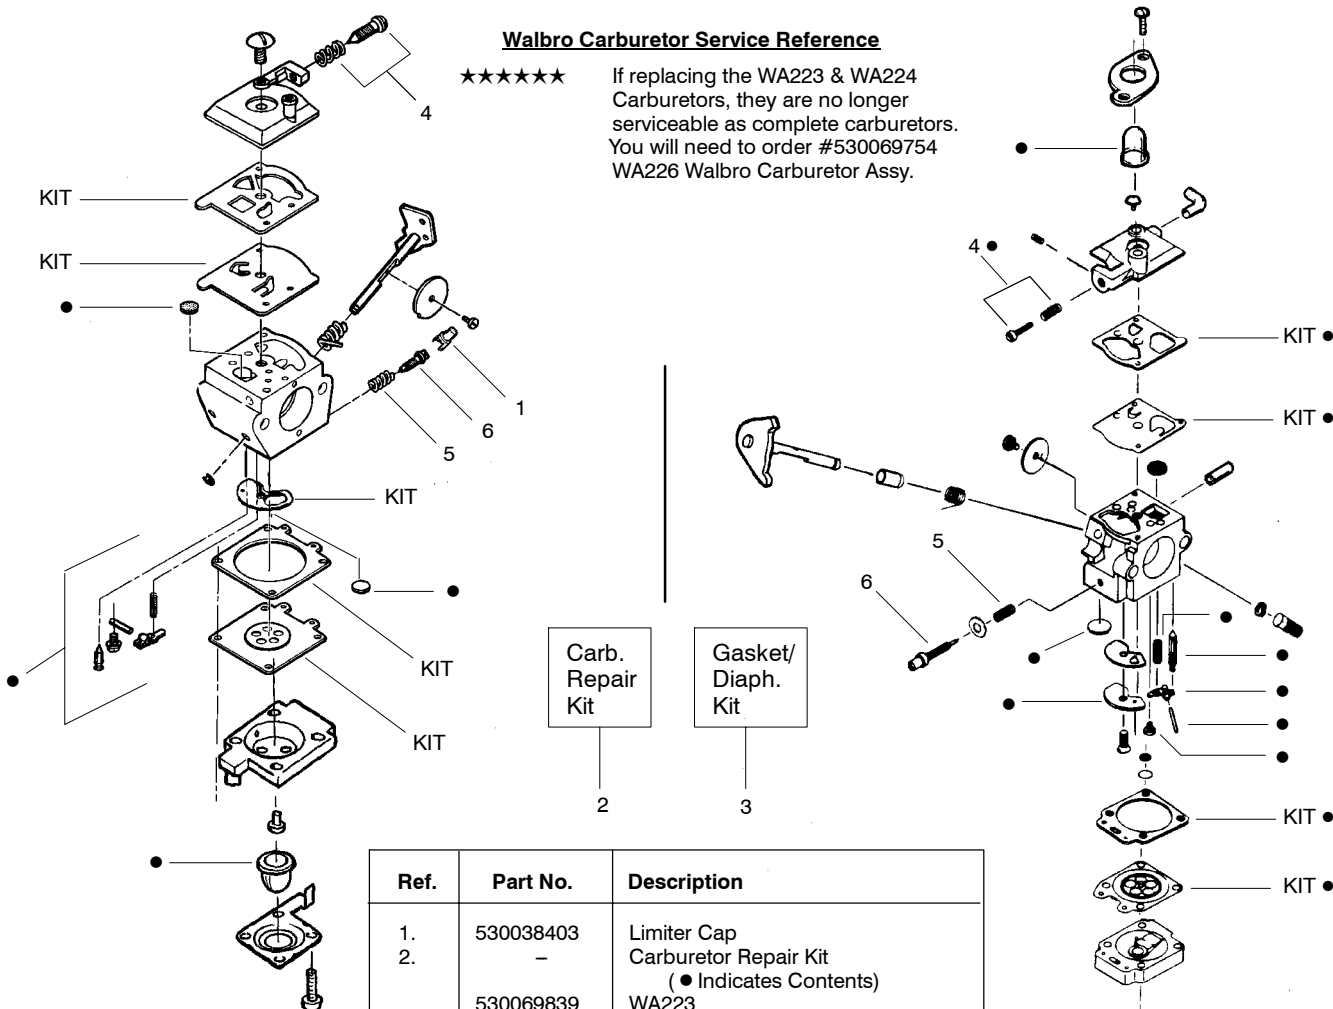 Walbro Carburetor Service Reference
★★★★★★ If replacing the WA223 & WA224
Carburetors, they are no longer
serviceable as complete carburetors.
You will need to order #530069754
WA226 Walbro Carburetor Assy.
4
KIT
KIT
●
1
6
5
KIT
●
KIT
●
KIT
●
●
4 ●
KIT ●
KIT ●
5
6
●
●
●
●
●
●
●
KIT ●
KIT ●
Carb.
Repair
Kit
Gasket/
Diaph.
Kit
2
3
Ref. Part No. Description
1. 530038403 Limiter Cap
2. – Carburetor Repair Kit
( ● Indicates Contents)
530069839 WA223